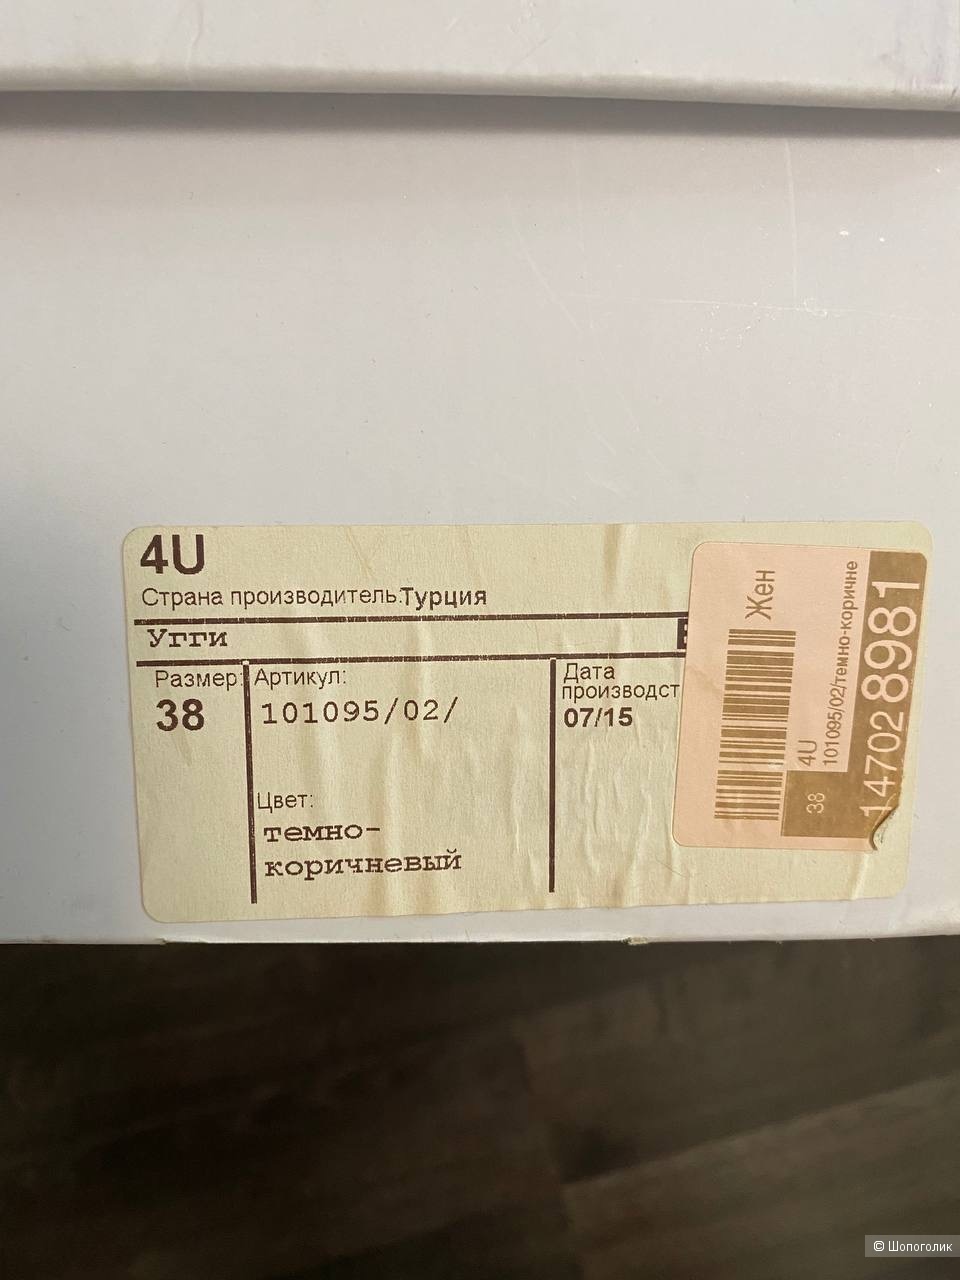 4U
Страна производитель:Турция
Угги
Размер:
38
Артикул:
101095/02/
Цвет:
темно-
коричневый
Дата
производст
07/15
Жен
4U
101095/02/темно-коричне
38
14702 8981
© Шопоголик